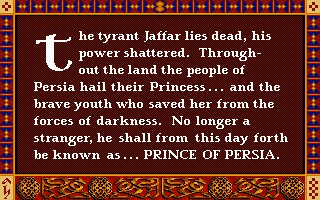 the tyrant Jaffar lies dead, his
power shattered. Through-
out the land the people of
Persia hail their Princess... and the
brave youth who saved her from the
forces of darkness. No longer a
stranger, he shall from this day forth
be known as... PRINCE OF PERSIA.